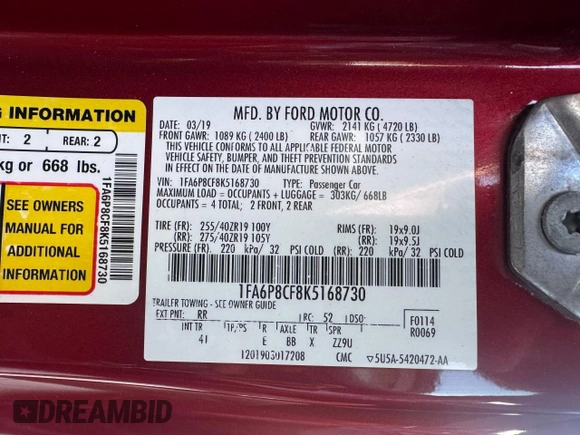 G INFORMATION
NT: 2 REAR: 2
kg or 668 lbs.
SEE OWNERS
MANUAL FOR
ADDITIONAL
INFORMATION
1FA6P8CF8K5168730
MFD. BY FORD MOTOR CO.
DATE: 03/19 GVWR: 2141 KG ( 4720 LB)
FRONT GAWR: 1089 KG ( 2400 LB) REAR GAWR: 1057 KG ( 2330 LB)
THIS VEHICLE CONFORMS TO ALL APPLICABLE FEDERAL MOTOR
VEHICLE SAFETY, BUMPER, AND THEFT PREVENTION STANDARDS IN
EFFECT ON THE DATE OF MANUFACTURE SHOWN ABOVE.
VIN: 1FA6P8CF8K5168730 TYPE: Passenger Car
MAXIMUM LOAD = OCCUPANTS + LUGGAGE = 303KG/ 668LB
OCCUPANTS = 4 TOTAL; 2 FRONT, 2 REAR
TIRE (FR): 255/40ZR19 100Y RIMS (FR): 19x9.0J
(RR): 275/40ZR19 105Y (RR): 19x9.5J
PRESSURE (FR): 220 kPa/ 32 PSI COLD (RR): 220 kPa/ 32 PSI COLD
1FA6P8CF8K5168730
TRAILER TOWING - SEE OWNER GUIDE
EXT PNT: RR RC: 52 DSO: F0114
INT TR TP/PS R AXLE TR SPR R0069
41 E BB X ZZ9U
1201903017208 CMC 5U5A-5420472-AA
DREAMBID.COM